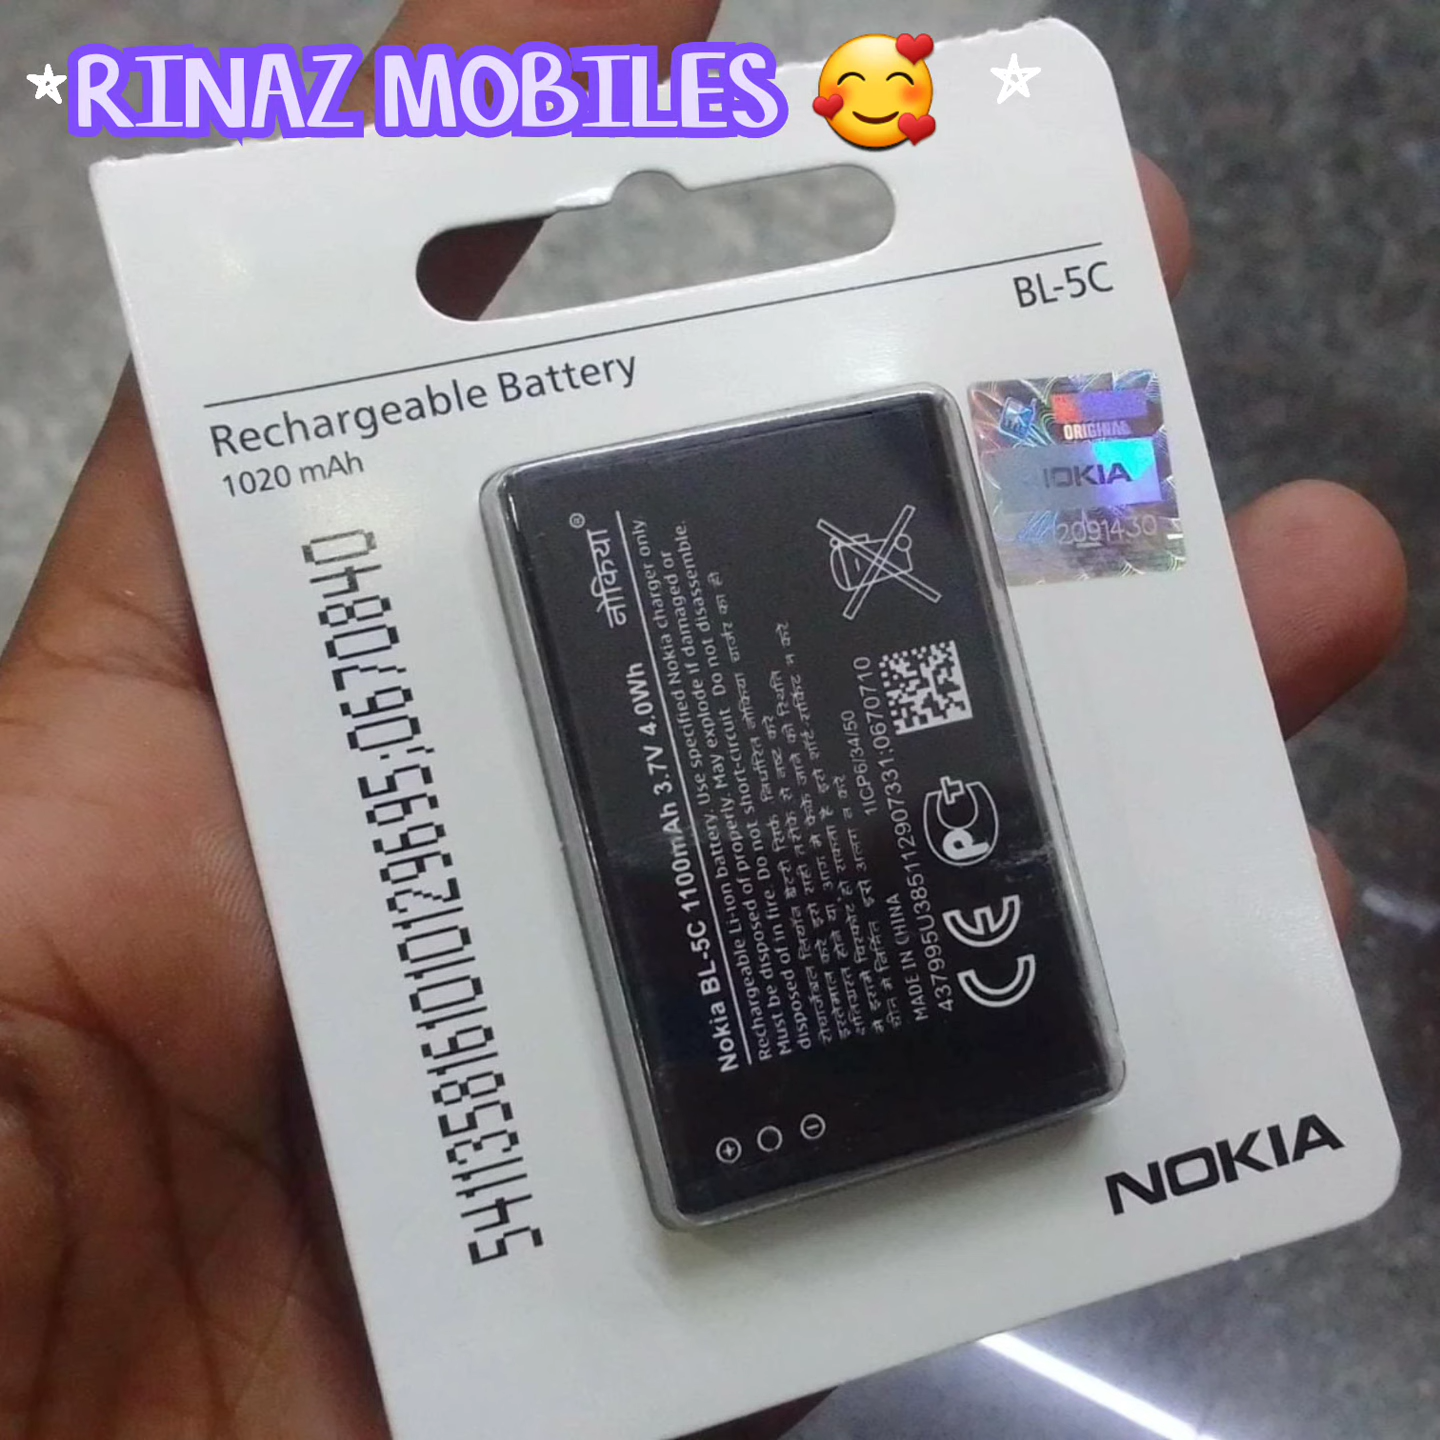 RINAZ MOBILES
BL-5C
Rechargeable Battery
1020 mAh
ORIGINAL
NOKIA
2091430
5411358161010129695;0670840
नोकिया®
Nokia BL-5C 1100mAh 3.7V 4.0Wh
Rechargeable Li-ion battery. Use specified Nokia charger only.
Must be disposed of properly. May explode if damaged or
disposed of in fire. Do not short-circuit. Do not disassemble.
1ICP6/34/50
चीन में निर्मित
MADE IN CHINA
437995U385112907331;0670710
CE
NOKIA